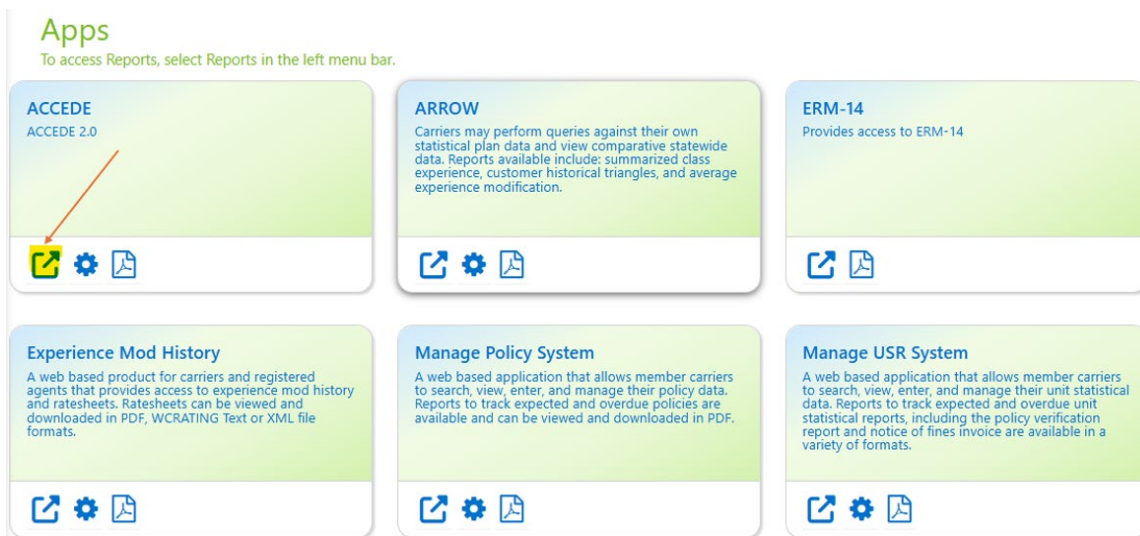 Apps
To access Reports, select Reports in the left menu bar.
ACCEDE
ACCEDE 2.0
ARROW
Carriers may perform queries against their own
statistical plan data and view comparative statewide
data. Reports available include: summarized class
experience, customer historical triangles, and average
experience modification.
ERM-14
Provides access to ERM-14
Experience Mod History
A web based product for carriers and registered
agents that provides access to experience mod history
and ratesheets. Ratesheets can be viewed and
downloaded in PDF, WCRATING Text or XML file
formats.
Manage Policy System
A web based application that allows member carriers
to search, view, enter, and manage their policy data.
Reports to track expected and overdue policies are
available and can be viewed and downloaded in PDF.
Manage USR System
A web based application that allows member carriers
to search, view, enter, and manage their unit statistical
data. Reports to track expected and overdue unit
statistical reports, including the policy verification
report and notice of fines invoice are available in a
variety of formats.